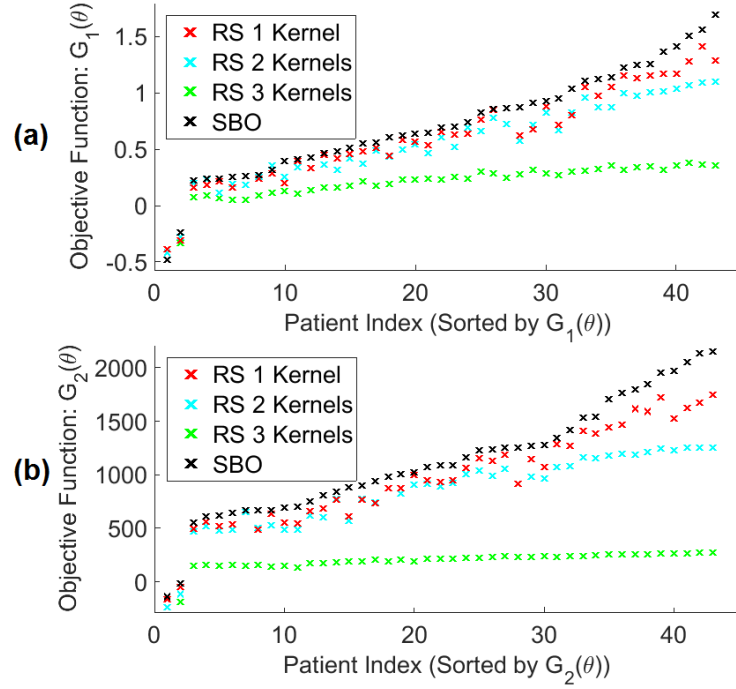 (a)
Objective Function: G₁(θ)
1.5
1
0.5
0
-0.5
RS 1 Kernel
RS 2 Kernels
RS 3 Kernels
SBO
0 10 20 30 40
Patient Index (Sorted by G₁(θ))
(b)
Objective Function: G₂(θ)
2000
1500
1000
500
0
RS 1 Kernel
RS 2 Kernels
RS 3 Kernels
SBO
0 10 20 30 40
Patient Index (Sorted by G₂(θ))